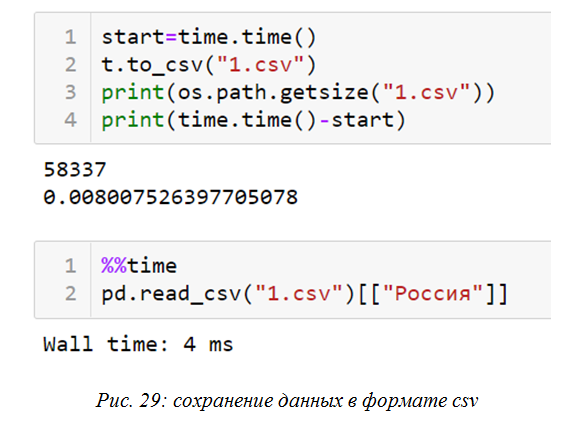 1 start=time.time()
2 t.to_csv("1.csv")
3 print(os.path.getsize("1.csv"))
4 print(time.time()-start)
58337
0.008007526397705078
1 %%time
2 pd.read_csv("1.csv")[["Россия"]]
Wall time: 4 ms
Рис. 29: сохранение данных в формате csv